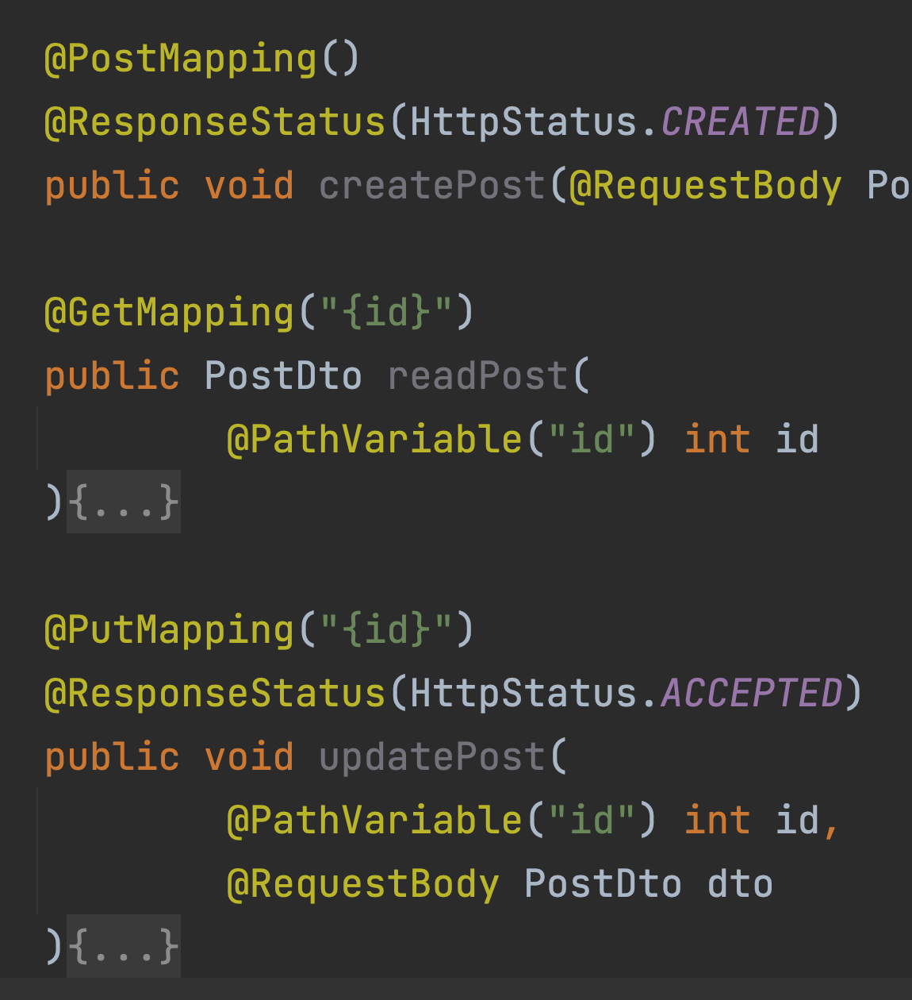 @PostMapping()
@ResponseStatus(HttpStatus.CREATED)
public void createPost(@RequestBody Po
@GetMapping("{id}")
public PostDto readPost(
@PathVariable("id") int id
){...}
@PutMapping("{id}")
@ResponseStatus(HttpStatus.ACCEPTED)
public void updatePost(
@PathVariable("id") int id,
@RequestBody PostDto dto
){...}